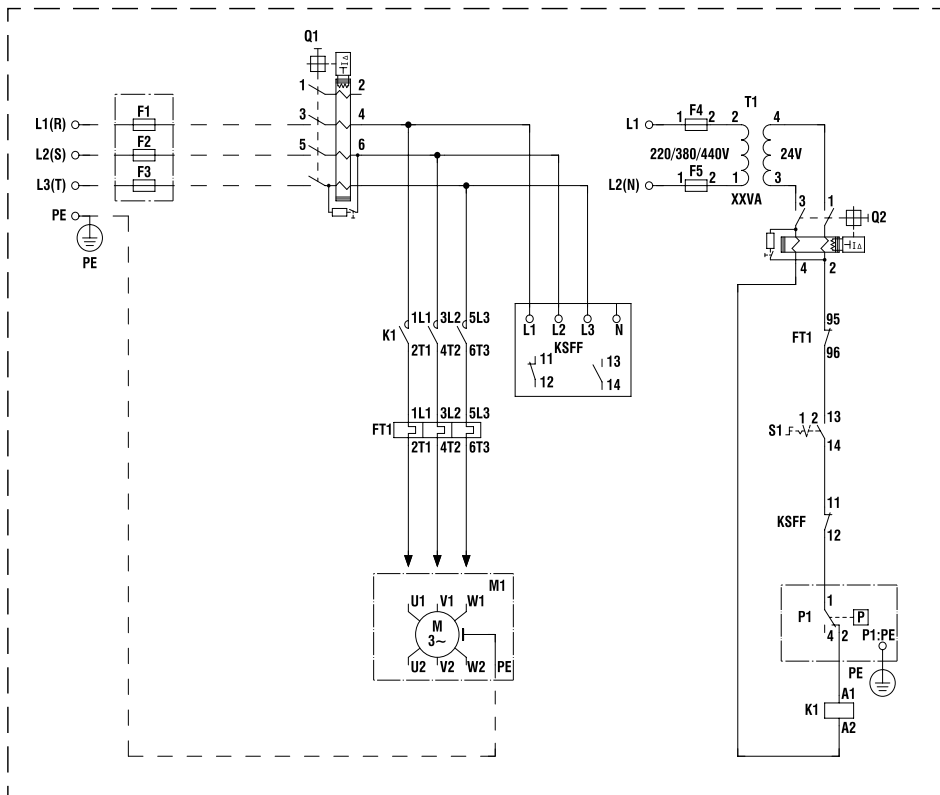 Q1
I Δ
1 2
F1
L1(R)
3 4
F2
L2(S)
5 6
F3
L3(T)
PE
PE
L1
1 F4 2
2 T1 4
220/380/440V
24V
L2(N)
1 F5 2
1 3
XXVA
3 1
Q2
I Δ
4 2
K1
1L1 3L2 5L3
2T1 4T2 6T3
L1 L2 L3 N
KSFF
11 13
12 14
FT1
1L1 3L2 5L3
2T1 4T2 6T3
95
FT1
96
1 2 13
S1
14
11
KSFF
12
M1
U1 V1 W1
M
3~
U2 V2 W2 PE
1
P1
P
4 2
P1:PE
PE
A1
K1
A2